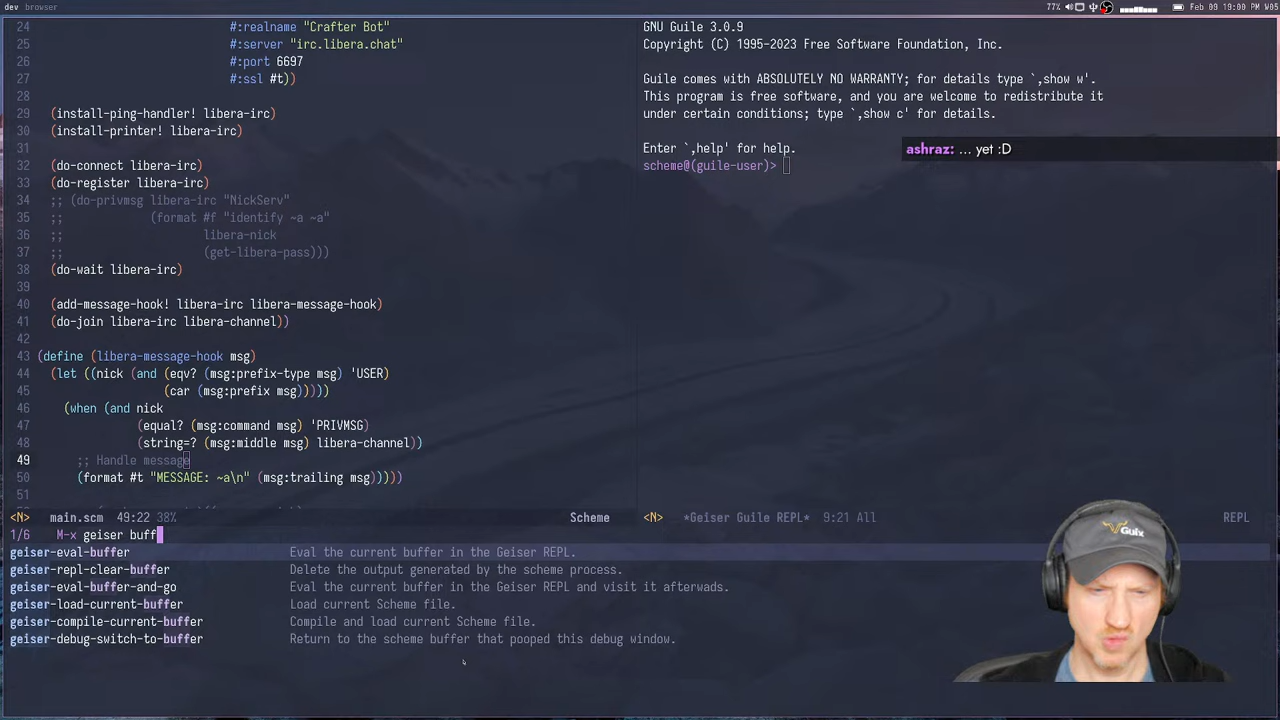 dev browser
77%
Feb 09 19:00 PM W05
24 #:realname "Crafter Bot"
25 #:server "irc.libera.chat"
26 #:port 6697
27 #:ssl #t))
28
29 (install-ping-handler! libera-irc)
30 (install-printer! libera-irc)
31
32 (do-connect libera-irc)
33 (do-register libera-irc)
34 ;; (do-privmsg libera-irc "NickServ"
35 ;; (format #f "identify ~a ~a"
36 ;; libera-nick
37 ;; (get-libera-pass)))
38 (do-wait libera-irc)
39
40 (add-message-hook! libera-irc libera-message-hook)
41 (do-join libera-irc libera-channel))
42
43 (define (libera-message-hook msg)
44 (let ((nick (and (eqv? (msg:prefix-type msg) 'USER)
45 (car (msg:prefix msg)))))
46 (when (and nick
47 (equal? (msg:command msg) 'PRIVMSG)
48 (string=? (msg:middle msg) libera-channel))
49 ;; Handle message
50 (format #t "MESSAGE: ~a\n" (msg:trailing msg)))))
51
<N> main.scm 49:22 38% Scheme
GNU Guile 3.0.9
Copyright (C) 1995-2023 Free Software Foundation, Inc.
Guile comes with ABSOLUTELY NO WARRANTY; for details type `,show w'.
This program is free software, and you are welcome to redistribute it
under certain conditions; type `,show c' for details.
Enter `,help' for help.
scheme@(guile-user)>
ashraz: ... yet :D
<N> *Geiser Guile REPL* 9:21 All REPL
1/6 M-x geiser buff
geiser-eval-buffer Eval the current buffer in the Geiser REPL.
geiser-repl-clear-buffer Delete the output generated by the scheme process.
geiser-eval-buffer-and-go Eval the current buffer in the Geiser REPL and visit it afterwads.
geiser-load-current-buffer Load current Scheme file.
geiser-compile-current-buffer Compile and load current Scheme file.
geiser-debug-switch-to-buffer Return to the scheme buffer that pooped this debug window.
Guix